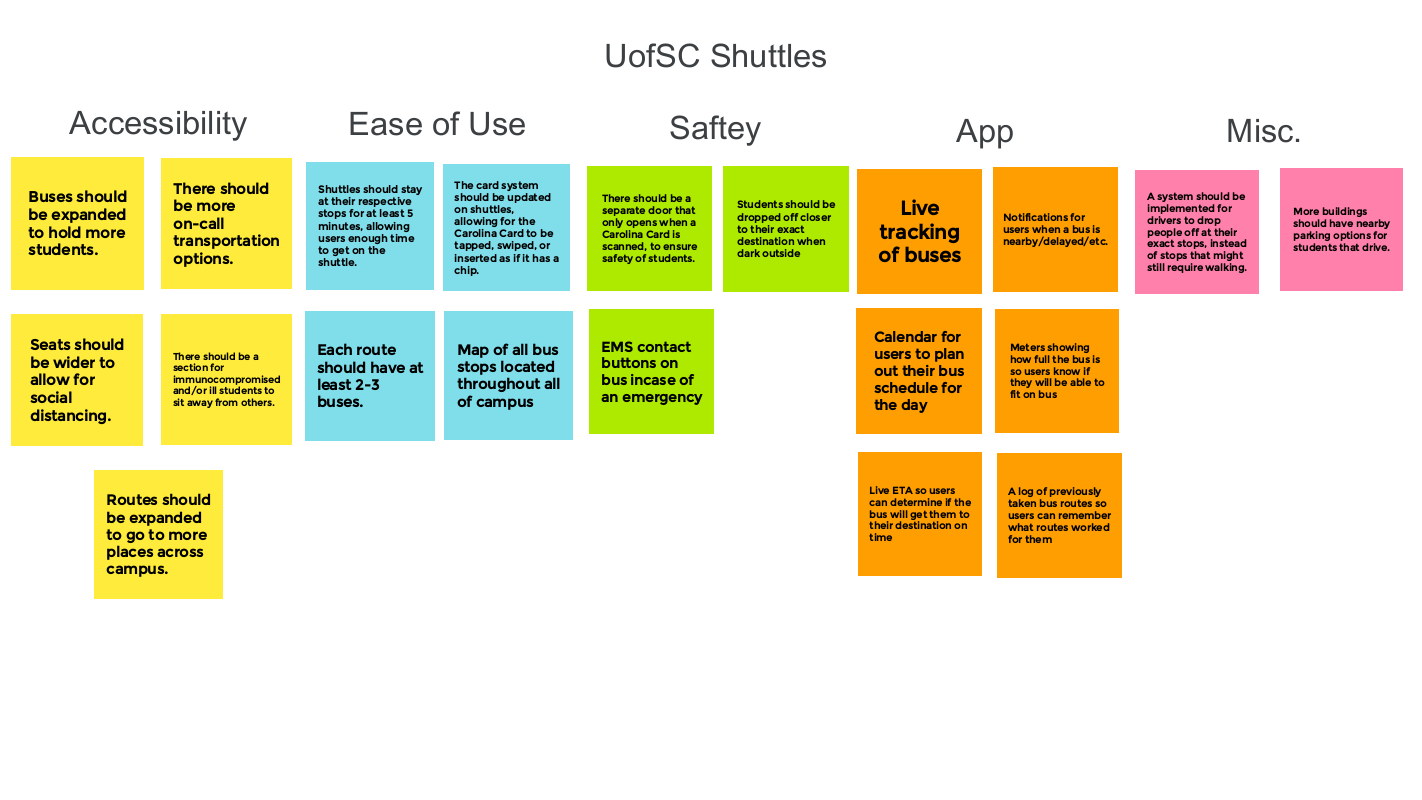 UofSC Shuttles
Accessibility
Buses should
be expanded
to hold more
students.
There should
be more
on-call
transportation
options.
Seats should
be wider to
allow for
social
distancing.
There should be a
section for
immunocompromised
and/or ill students to
sit away from others.
Routes should
be expanded
to go to more
places across
campus.
Ease of Use
Shuttles should stay
at their respective
stops for at least 5
minutes, allowing
users enough time
to get on the
shuttle.
The card system
should be updated
on shuttles,
allowing for the
Carolina Card to be
tapped, swiped, or
inserted as if it has a
chip.
Each route
should have at
least 2-3
buses.
Map of all bus
stops located
throughout all
of campus
Saftey
There should be a
separate door that
only opens when a
Carolina Card is
scanned, to ensure
safety of students.
Students should be
dropped off closer
to their exact
destination when
dark outside
EMS contact
buttons on
bus incase of
an emergency
App
Live
tracking
of buses
Notifications for
users when a bus is
nearby/delayed/etc.
Calendar for
users to plan
out their bus
schedule for
the day
Meters showing
how full the bus is
so users know if
they will be able to
fit on bus
Live ETA so users
can determine if the
bus will get them to
their destination on
time
A log of previously
taken bus routes so
users can remember
what routes worked
for them
Misc.
A system should be
implemented for
drivers to drop
people off at their
exact stops, instead
of stops that might
still require walking.
More buildings
should have nearby
parking options for
students that drive.